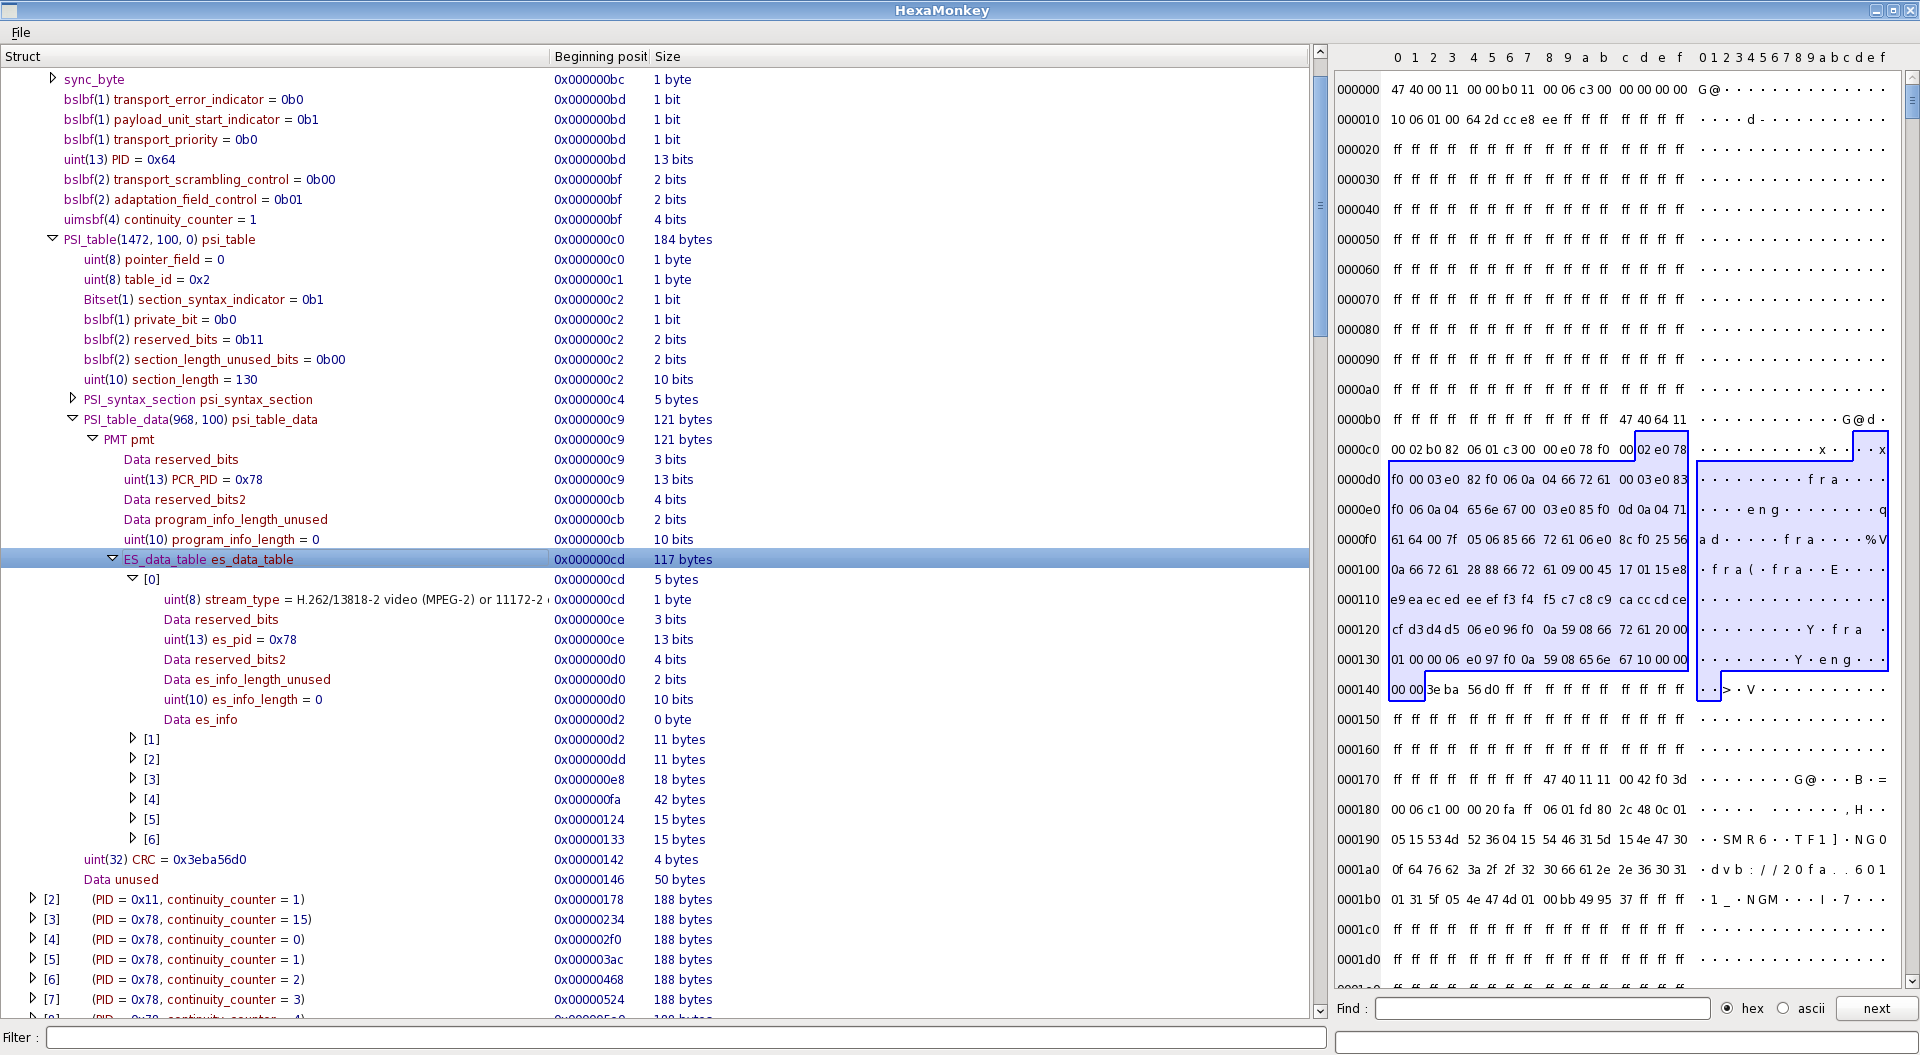 HexaMonkey
File
Struct Beginning posit Size
sync_byte 0x000000bc 1 byte
bslbf(1) transport_error_indicator = 0b0 0x000000bd 1 bit
bslbf(1) payload_unit_start_indicator = 0b1 0x000000bd 1 bit
bslbf(1) transport_priority = 0b0 0x000000bd 1 bit
uint(13) PID = 0x64 0x000000bd 13 bits
bslbf(2) transport_scrambling_control = 0b00 0x000000bf 2 bits
bslbf(2) adaptation_field_control = 0b01 0x000000bf 2 bits
uimsbf(4) continuity_counter = 1 0x000000bf 4 bits
PSI_table(1472, 100, 0) psi_table 0x000000c0 184 bytes
uint(8) pointer_field = 0 0x000000c0 1 byte
uint(8) table_id = 0x2 0x000000c1 1 byte
Bitset(1) section_syntax_indicator = 0b1 0x000000c2 1 bit
bslbf(1) private_bit = 0b0 0x000000c2 1 bit
bslbf(2) reserved_bits = 0b11 0x000000c2 2 bits
bslbf(2) section_length_unused_bits = 0b00 0x000000c2 2 bits
uint(10) section_length = 130 0x000000c2 10 bits
PSI_syntax_section psi_syntax_section 0x000000c4 5 bytes
PSI_table_data(968, 100) psi_table_data 0x000000c9 121 bytes
PMT pmt 0x000000c9 121 bytes
Data reserved_bits 0x000000c9 3 bits
uint(13) PCR_PID = 0x78 0x000000c9 13 bits
Data reserved_bits2 0x000000cb 4 bits
Data program_info_length_unused 0x000000cb 2 bits
uint(10) program_info_length = 0 0x000000cb 10 bits
ES_data_table es_data_table 0x000000cd 117 bytes
[0] 0x000000cd 5 bytes
uint(8) stream_type = H.262/13818-2 video (MPEG-2) or 11172-2 0x000000cd 1 byte
Data reserved_bits 0x000000ce 3 bits
uint(13) es_pid = 0x78 0x000000ce 13 bits
Data reserved_bits2 0x000000d0 4 bits
Data es_info_length_unused 0x000000d0 2 bits
uint(10) es_info_length = 0 0x000000d0 10 bits
Data es_info 0x000000d2 0 byte
[1] 0x000000d2 11 bytes
[2] 0x000000dd 11 bytes
[3] 0x000000e8 18 bytes
[4] 0x000000fa 42 bytes
[5] 0x00000124 15 bytes
[6] 0x00000133 15 bytes
uint(32) CRC = 0x3eba56d0 0x00000142 4 bytes
Data unused 0x00000146 50 bytes
[2] (PID = 0x11, continuity_counter = 1) 0x00000178 188 bytes
[3] (PID = 0x78, continuity_counter = 15) 0x00000234 188 bytes
[4] (PID = 0x78, continuity_counter = 0) 0x000002f0 188 bytes
[5] (PID = 0x78, continuity_counter = 1) 0x000003ac 188 bytes
[6] (PID = 0x78, continuity_counter = 2) 0x00000468 188 bytes
[7] (PID = 0x78, continuity_counter = 3) 0x00000524 188 bytes
Filter :
0 1 2 3 4 5 6 7 8 9 a b c d e f 0 1 2 3 4 5 6 7 8 9 a b c d e f
000000 47 40 00 11 00 00 b0 11 00 06 c3 00 00 00 00 00 G@··············
000010 10 06 01 00 64 2d cc e8 ee ff ff ff ff ff ff ff ····d-··········
000020 ff ff ff ff ff ff ff ff ff ff ff ff ff ff ff ff ················
000030 ff ff ff ff ff ff ff ff ff ff ff ff ff ff ff ff ················
000040 ff ff ff ff ff ff ff ff ff ff ff ff ff ff ff ff ················
000050 ff ff ff ff ff ff ff ff ff ff ff ff ff ff ff ff ················
000060 ff ff ff ff ff ff ff ff ff ff ff ff ff ff ff ff ················
000070 ff ff ff ff ff ff ff ff ff ff ff ff ff ff ff ff ················
000080 ff ff ff ff ff ff ff ff ff ff ff ff ff ff ff ff ················
000090 ff ff ff ff ff ff ff ff ff ff ff ff ff ff ff ff ················
0000a0 ff ff ff ff ff ff ff ff ff ff ff ff ff ff ff ff ················
0000b0 ff ff ff ff ff ff ff ff ff ff ff ff 47 40 64 11 ············G@d·
0000c0 00 02 b0 82 06 01 c3 00 00 e0 78 f0 00 02 e0 78 ··········x····x
0000d0 f0 00 03 e0 82 f0 06 0a 04 66 72 61 00 03 e0 83 ·········fra····
0000e0 f0 06 0a 04 65 6e 67 00 03 e0 85 f0 0d 0a 04 71 ····eng········q
0000f0 61 64 00 7f 05 06 85 66 72 61 06 e0 8c f0 25 56 ad·····fra····%V
000100 0a 66 72 61 28 88 66 72 61 09 00 45 17 01 15 e8 ·fra(·fra··E····
000110 e9 ea ec ed ee ef f3 f4 f5 c7 c8 c9 ca cc cd ce ················
000120 cf d3 d4 d5 06 e0 96 f0 0a 59 08 66 72 61 20 00 ·········Y·fra ·
000130 01 00 00 06 e0 97 f0 0a 59 08 65 6e 67 10 00 00 ········Y·eng···
000140 00 00 3e ba 56 d0 ff ff ff ff ff ff ff ff ff ff ··>·V···········
000150 ff ff ff ff ff ff ff ff ff ff ff ff ff ff ff ff ················
000160 ff ff ff ff ff ff ff ff ff ff ff ff ff ff ff ff ················
000170 ff ff ff ff ff ff ff ff 47 40 11 11 00 42 f0 3d ········G@···B·=
000180 00 06 c1 00 00 20 fa ff 06 01 fd 80 2c 48 0c 01 ····· ······,H··
000190 05 15 53 4d 52 36 04 15 54 46 31 5d 15 4e 47 30 ··SMR6··TF1]·NG0
0001a0 0f 64 76 62 3a 2f 2f 32 30 66 61 2e 2e 36 30 31 ·dvb://20fa..601
0001b0 01 31 5f 05 4e 47 4d 01 00 bb 49 95 37 ff ff ff ·1_·NGM···I·7···
0001c0 ff ff ff ff ff ff ff ff ff ff ff ff ff ff ff ff ················
0001d0 ff ff ff ff ff ff ff ff ff ff ff ff ff ff ff ff ················
Find : hex ascii next